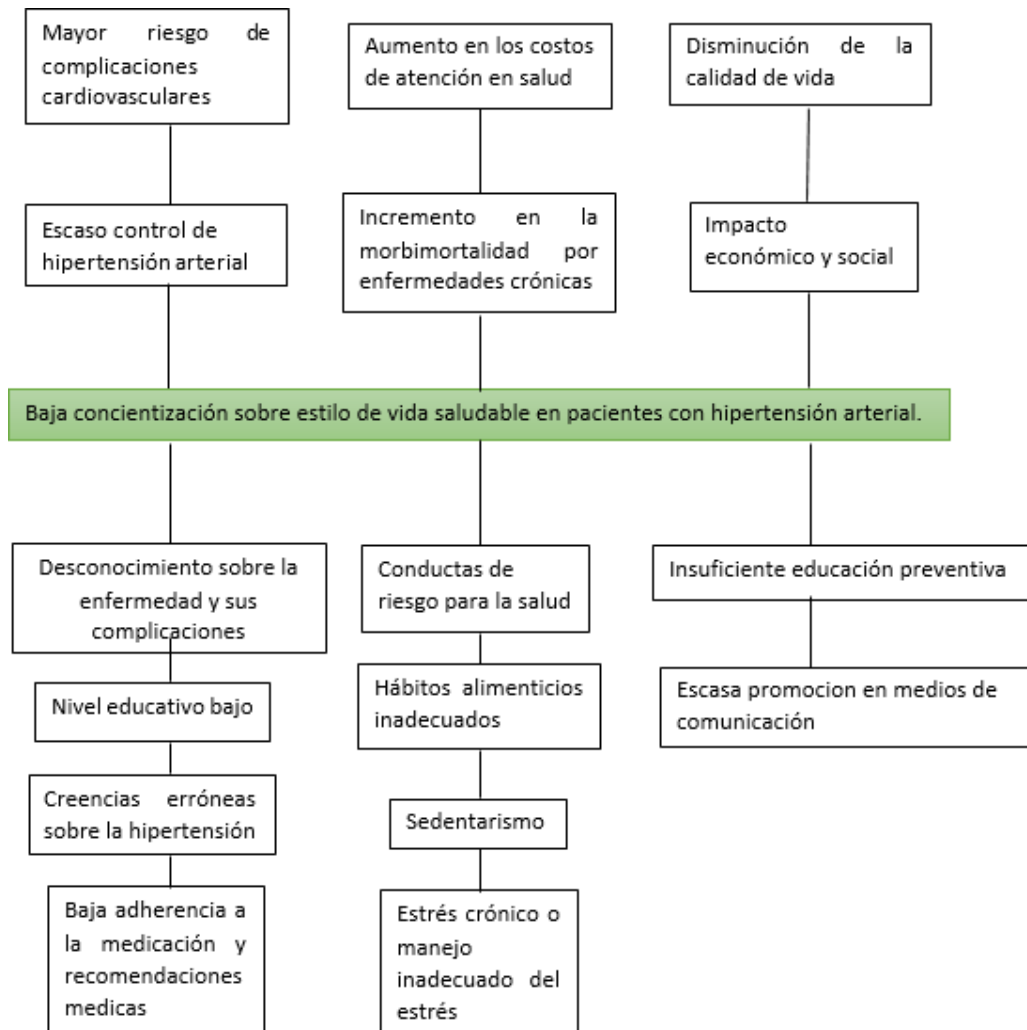 Mayor riesgo de
complicaciones
cardiovasculares
Aumento en los costos
de atención en salud
Disminución de la
calidad de vida
Escaso control de
hipertensión arterial
Incremento en la
morbimortalidad por
enfermedades crónicas
Impacto
económico y social
Baja concientización sobre estilo de vida saludable en pacientes con hipertensión arterial.
Desconocimiento sobre la
enfermedad y sus
complicaciones
Conductas de
riesgo para la salud
Insuficiente educación preventiva
Nivel educativo bajo
Hábitos alimenticios
inadecuados
Escasa promocion en medios de
comunicación
Creencias erróneas
sobre la hipertensión
Sedentarismo
Baja adherencia a
la medicación y
recomendaciones
medicas
Estrés crónico o
manejo
inadecuado del
estrés